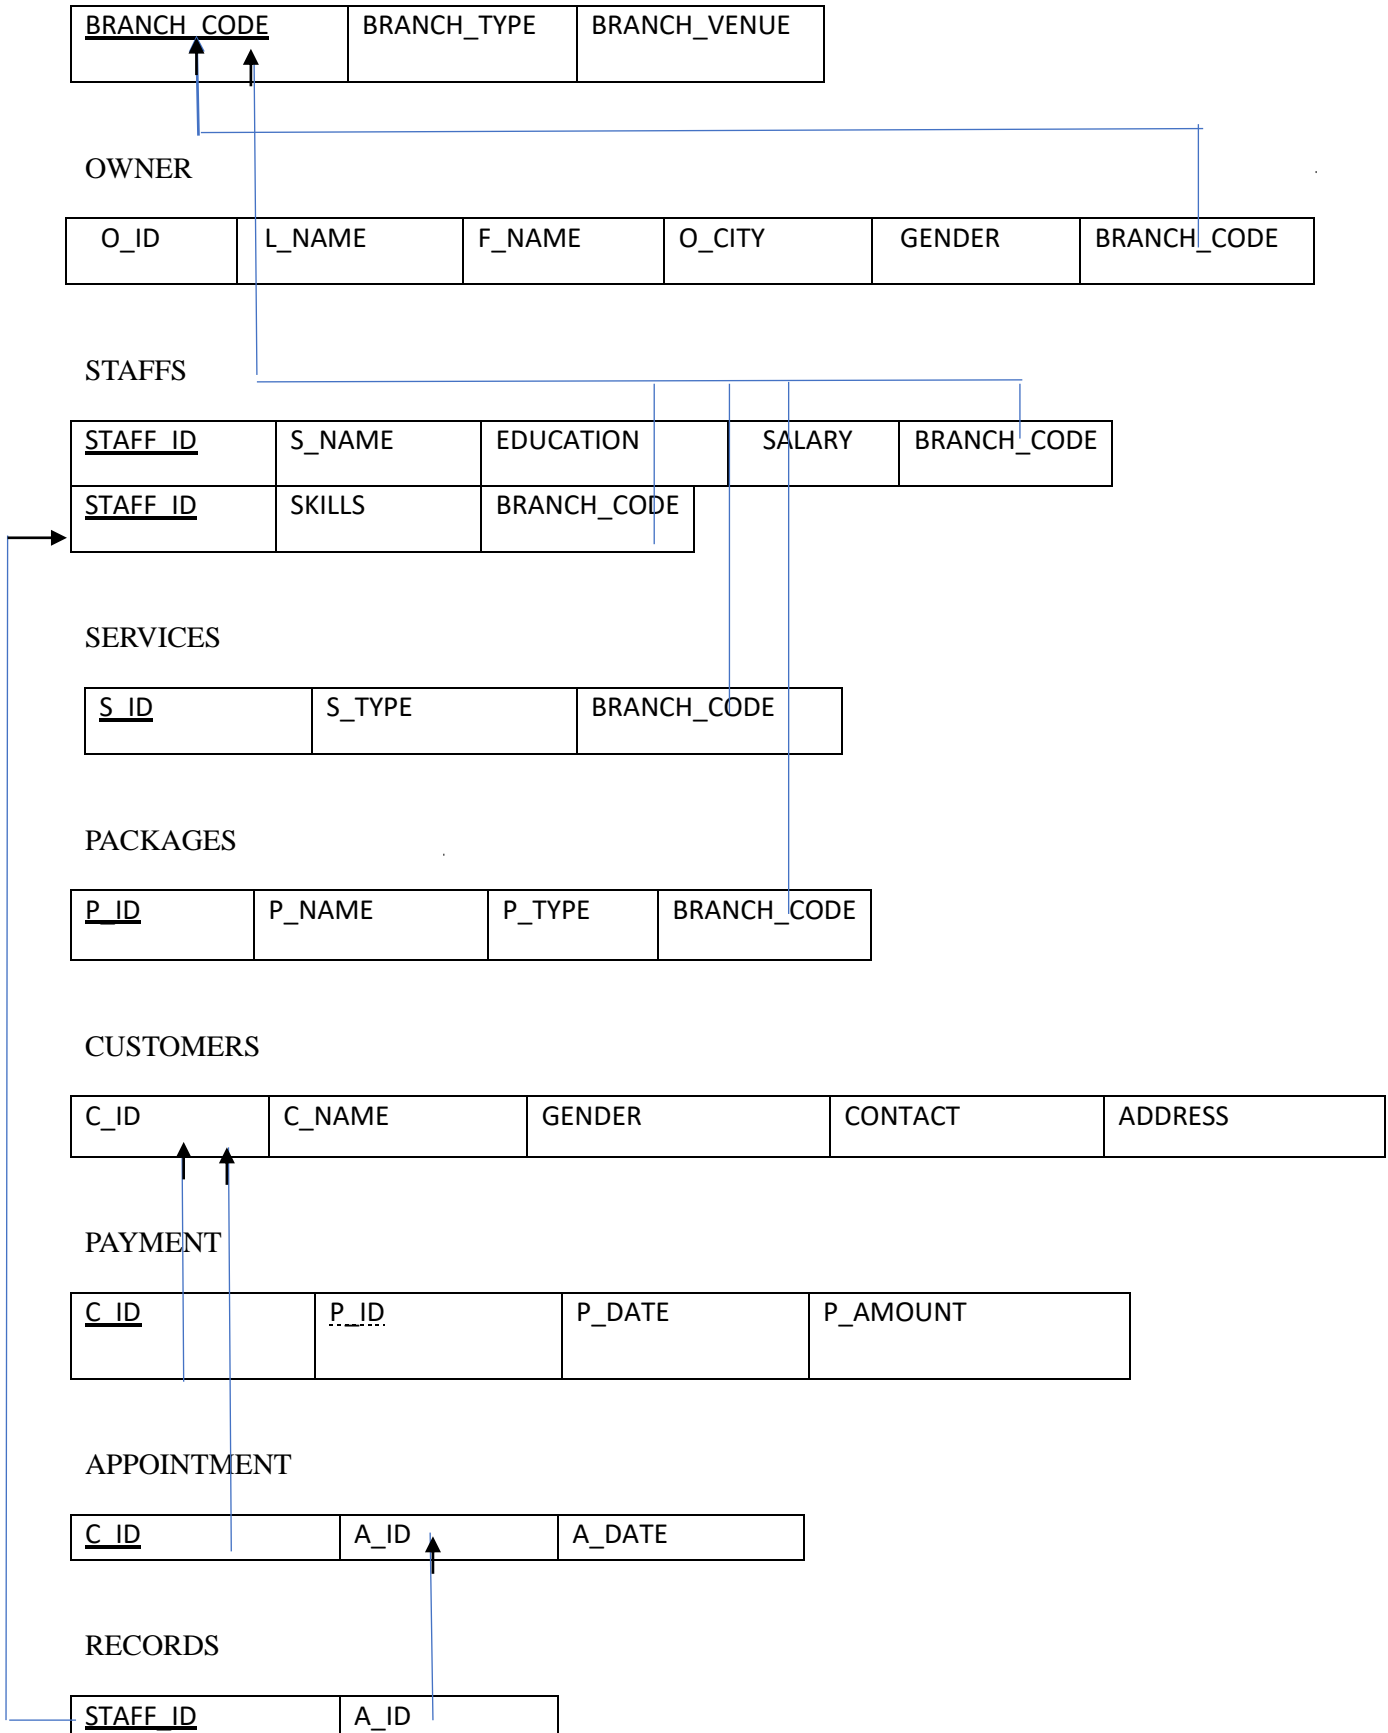 BRANCH_CODE BRANCH_TYPE BRANCH_VENUE
OWNER
O_ID L_NAME F_NAME O_CITY GENDER BRANCH_CODE
STAFFS
STAFF_ID S_NAME EDUCATION SALARY BRANCH_CODE
STAFF_ID SKILLS BRANCH_CODE
SERVICES
S_ID S_TYPE BRANCH_CODE
PACKAGES
P_ID P_NAME P_TYPE BRANCH_CODE
CUSTOMERS
C_ID C_NAME GENDER CONTACT ADDRESS
PAYMENT
C_ID P_ID P_DATE P_AMOUNT
APPOINTMENT
C_ID A_ID A_DATE
RECORDS
STAFF_ID A_ID